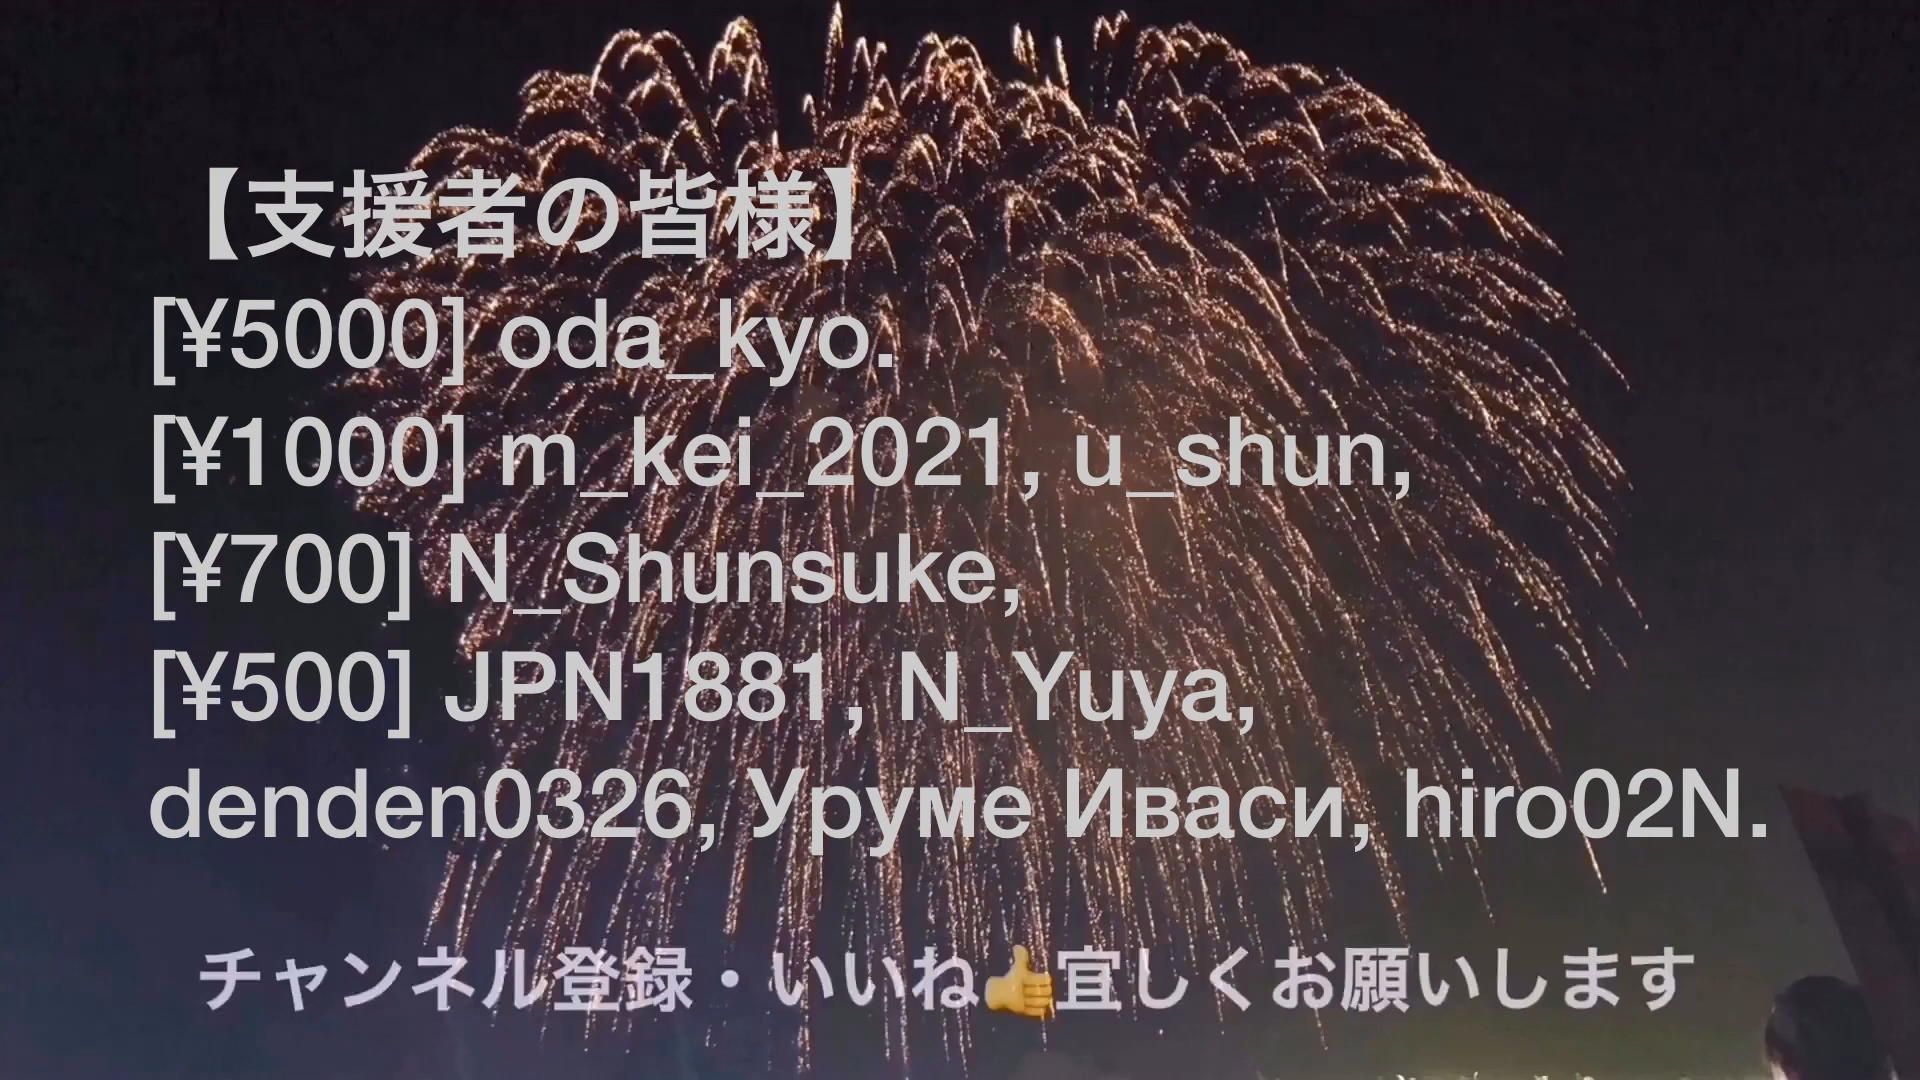 【支援者の皆様】
[¥5000] oda_kyo.
[¥1000] m_kei_2021, u_shun,
[¥700] N_Shunsuke,
[¥500] JPN1881, N_Yuya,
denden0326, Уруме Иваси, hiro02N.
チャンネル登録・いいね👍宜しくお願いします